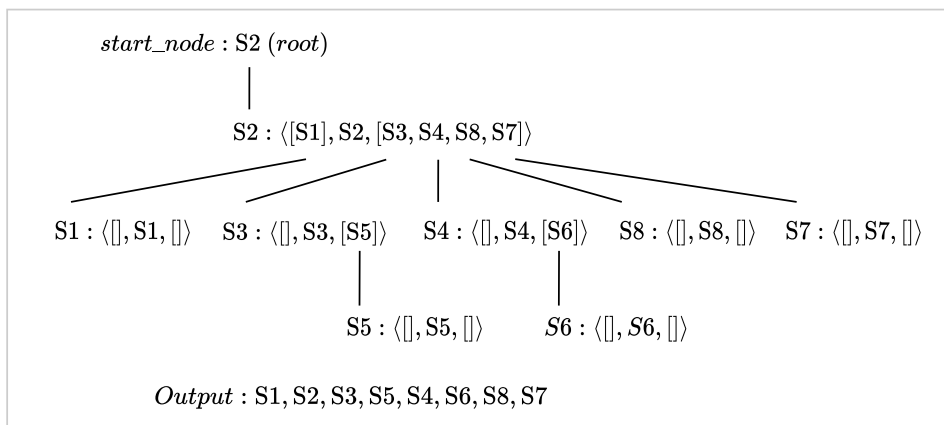 start_node : S2 (root)
S2 : ⟨[S1], S2, [S3, S4, S8, S7]⟩
S1 : ⟨[], S1, []⟩ S3 : ⟨[], S3, [S5]⟩ S4 : ⟨[], S4, [S6]⟩ S8 : ⟨[], S8, []⟩ S7 : ⟨[], S7, []⟩
S5 : ⟨[], S5, []⟩ S6 : ⟨[], S6, []⟩
Output : S1, S2, S3, S5, S4, S6, S8, S7